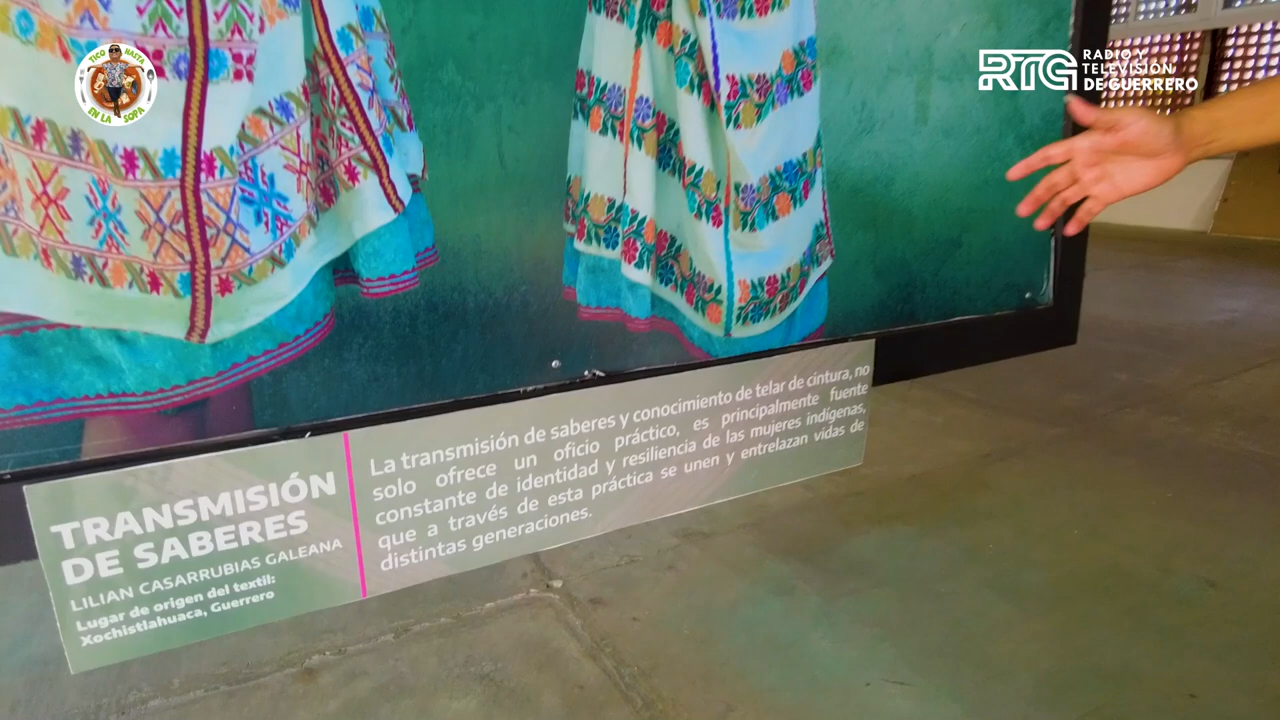 TICO HASTA
EN LA SOPA
RTG
RADIO Y
TELEVISIÓN
DE GUERRERO
TRANSMISIÓN
DE SABERES
LILIAN CASARRUBIAS GALEANA
Lugar de origen del textil:
Xochistlahuaca, Guerrero
La transmisión de saberes y conocimiento de telar de cintura, no
solo ofrece un oficio práctico, es principalmente fuente
constante de identidad y resiliencia de las mujeres indígenas,
que a través de esta práctica se unen y entrelazan vidas de
distintas generaciones.